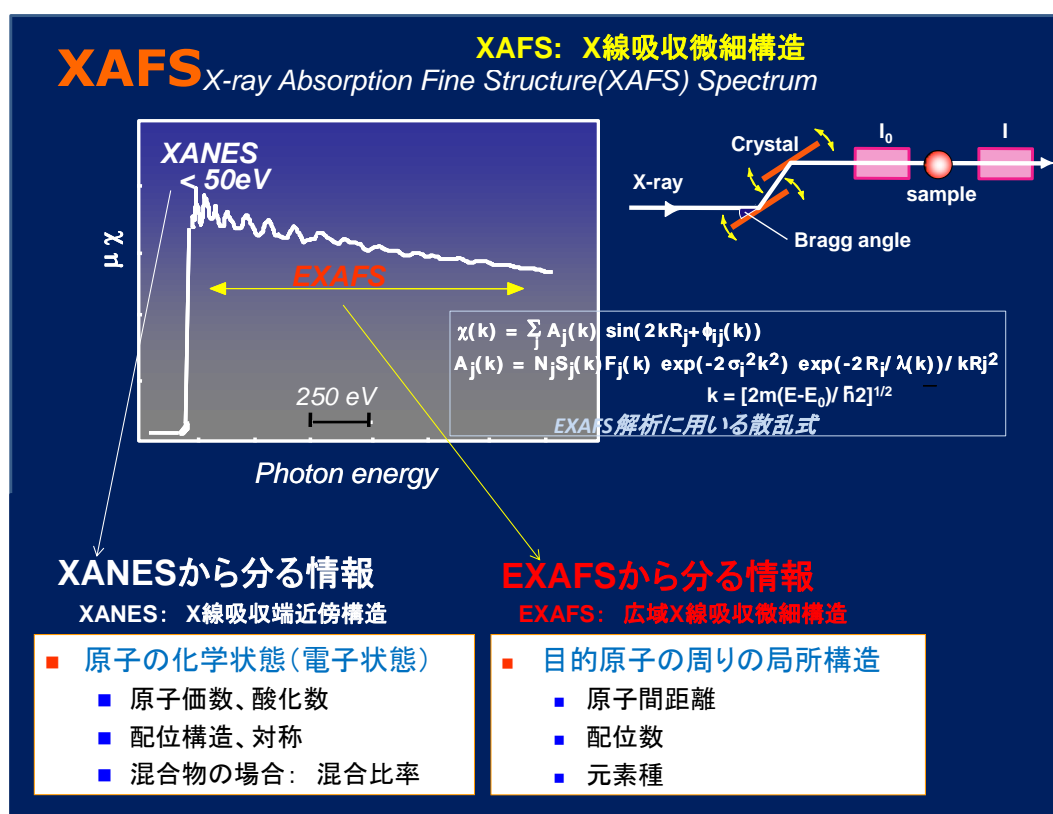 XAFS: X線吸収微細構造
XAFS X-ray Absorption Fine Structure(XAFS) Spectrum
XANES
< 50eV
μχ
EXAFS
250 eV
Photon energy
Crystal
I₀
I
X-ray
sample
Bragg angle
χ(k) = Σj Aj(k) sin(2kRj+ϕij(k))
Aj(k) = NjSj(k)Fj(k) exp(-2σi²k²) exp(-2Rj/λ(k))/kRj²
k = [2m(E-E₀)/ħ2]¹/²
EXAFS解析に用いる散乱式
XANESから分る情報
XANES: X線吸収端近傍構造
原子の化学状態(電子状態)
原子価数、酸化数
配位構造、対称
混合物の場合: 混合比率
EXAFSから分る情報
EXAFS: 広域X線吸収微細構造
目的原子の周りの局所構造
原子間距離
配位数
元素種